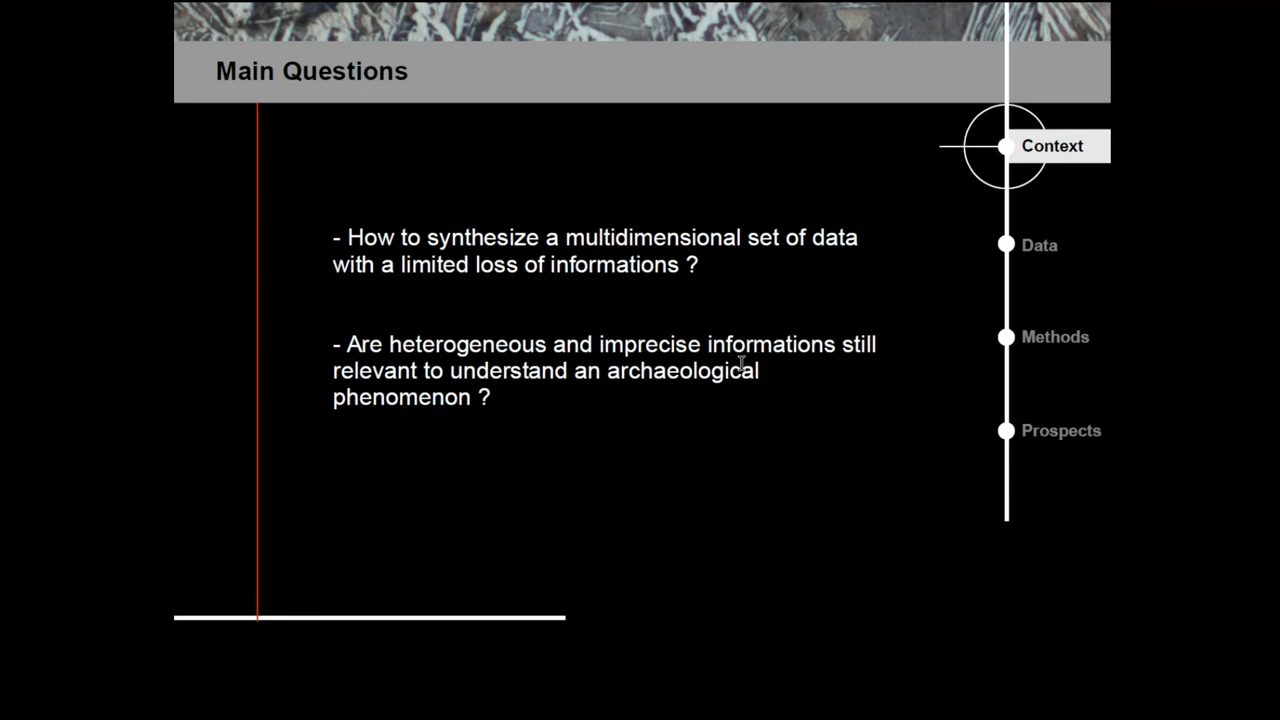 Main Questions
Context
- How to synthesize a multidimensional set of data
with a limited loss of informations ?
Data
- Are heterogeneous and imprecise informations still
relevant to understand an archaeological
phenomenon ?
Methods
Prospects